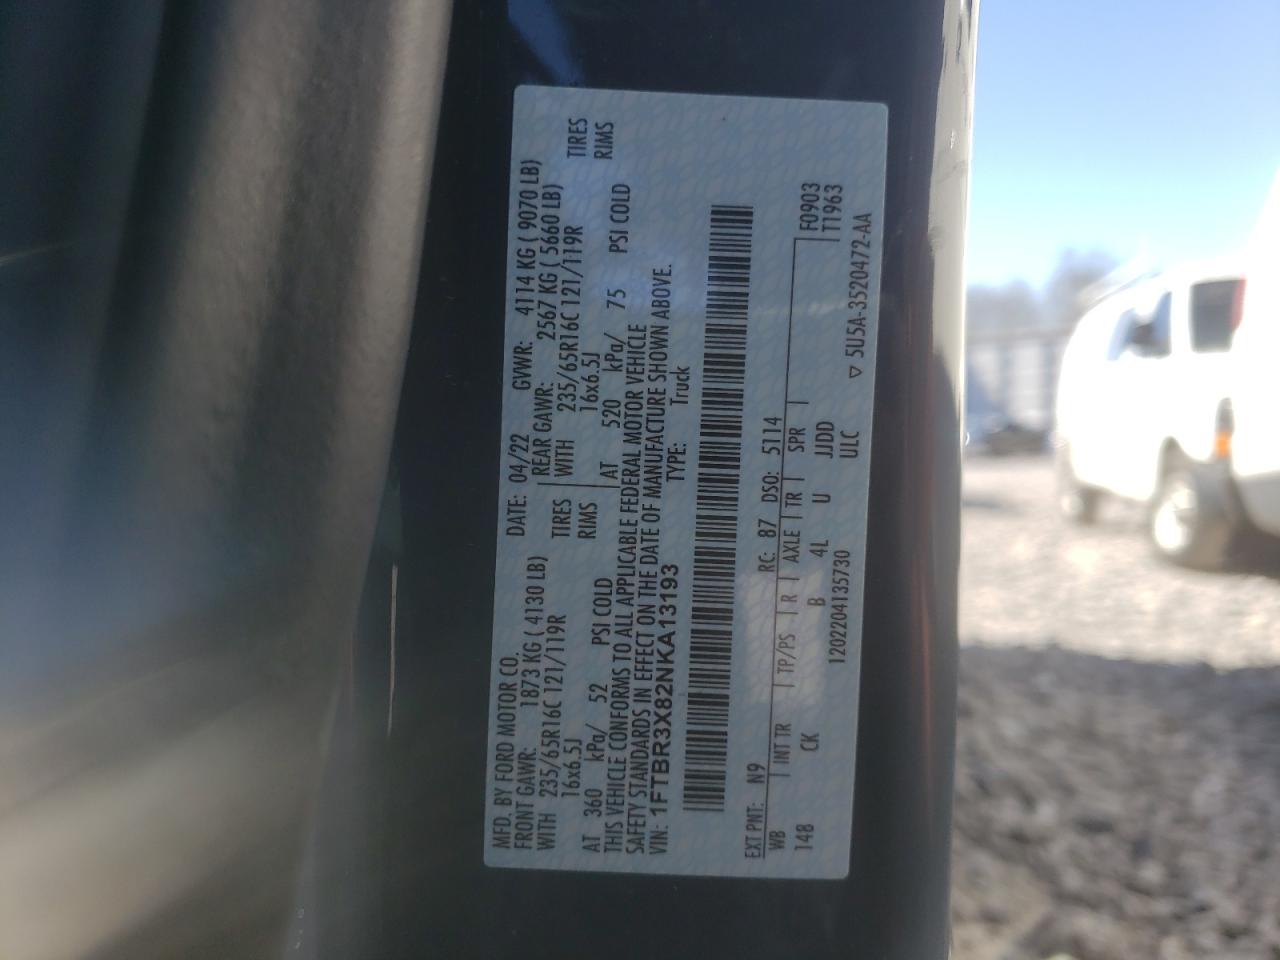 MFD. BY FORD MOTOR CO.
DATE: 04/22 GVWR: 4114 KG ( 9070 LB)
FRONT GAWR: 1873 KG ( 4130 LB) REAR GAWR: 2567 KG ( 5660 LB)
WITH 235/65R16C 121/119R TIRES WITH 235/65R16C 121/119R TIRES
16x6.5J RIMS 16x6.5J RIMS
AT 360 kPa/ 52 PSI COLD AT 520 kPa/ 75 PSI COLD
THIS VEHICLE CONFORMS TO ALL APPLICABLE FEDERAL MOTOR VEHICLE
SAFETY STANDARDS IN EFFECT ON THE DATE OF MANUFACTURE SHOWN ABOVE.
VIN: 1FTBR3X82NKA13193 TYPE: Truck
EXT PNT: N9 RC: 87 DSO: 5114
WB INT TR TP/PS R AXLE TR SPR F0903
148 CK B 4L U JJDD T1963
120220413573​0 ULC
▽ 5U5A-3520472-AA